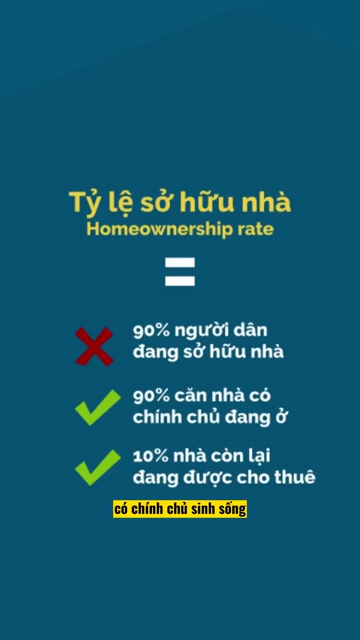 Tỷ lệ sở hữu nhà
Homeownership rate
=
90% người dân
đang sở hữu nhà
90% căn nhà có
chính chủ đang ở
10% nhà còn lại
đang được cho thuê
có chính chủ sinh sống